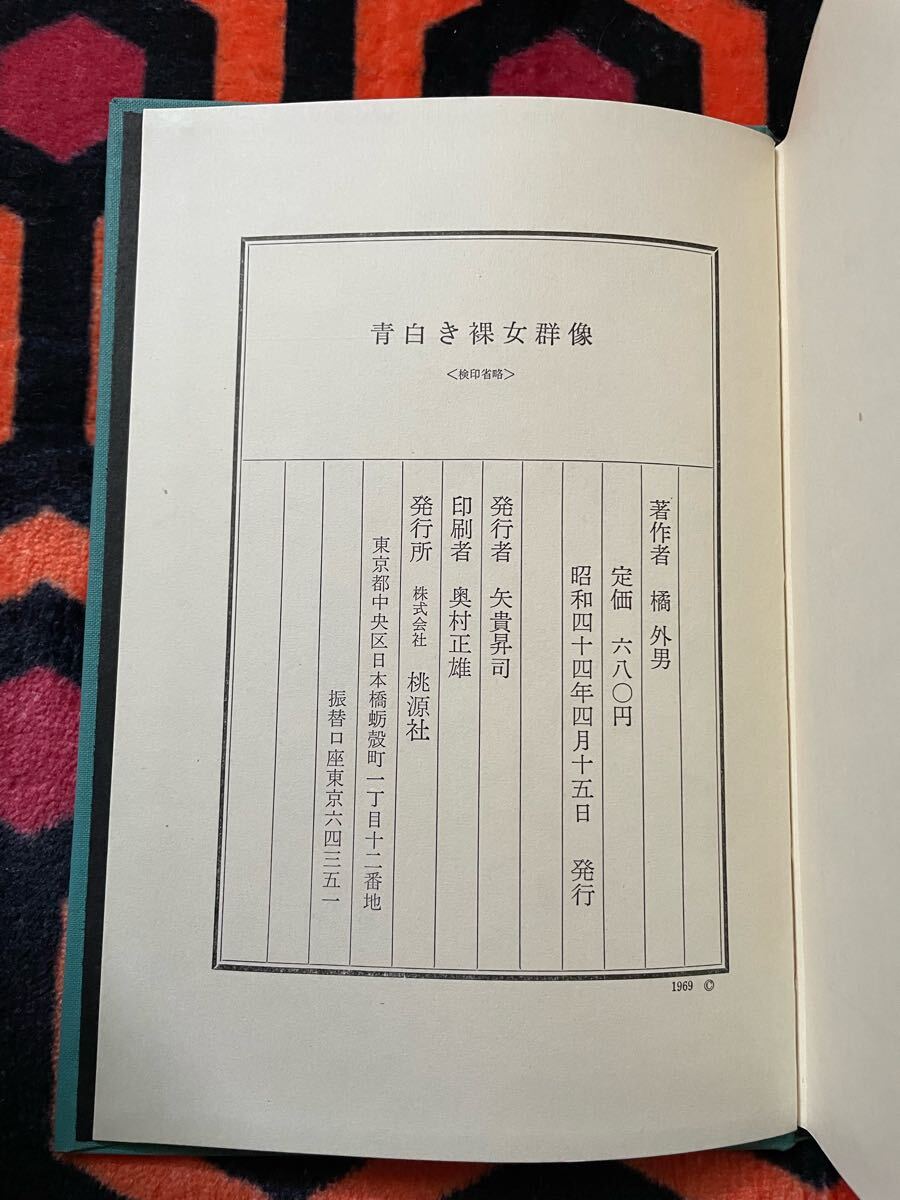 青白き裸女群像
＜検印省略＞
著作者　橘外男
定価　六八〇円
昭和四十四年四月十五日　発行
発行者　矢貴昇司
印刷者　奥村正雄
発行所　株式会社　桃源社
東京都中央区日本橋蛎殻町一丁目十二番地
振替口座東京六四三五一
1969 ©